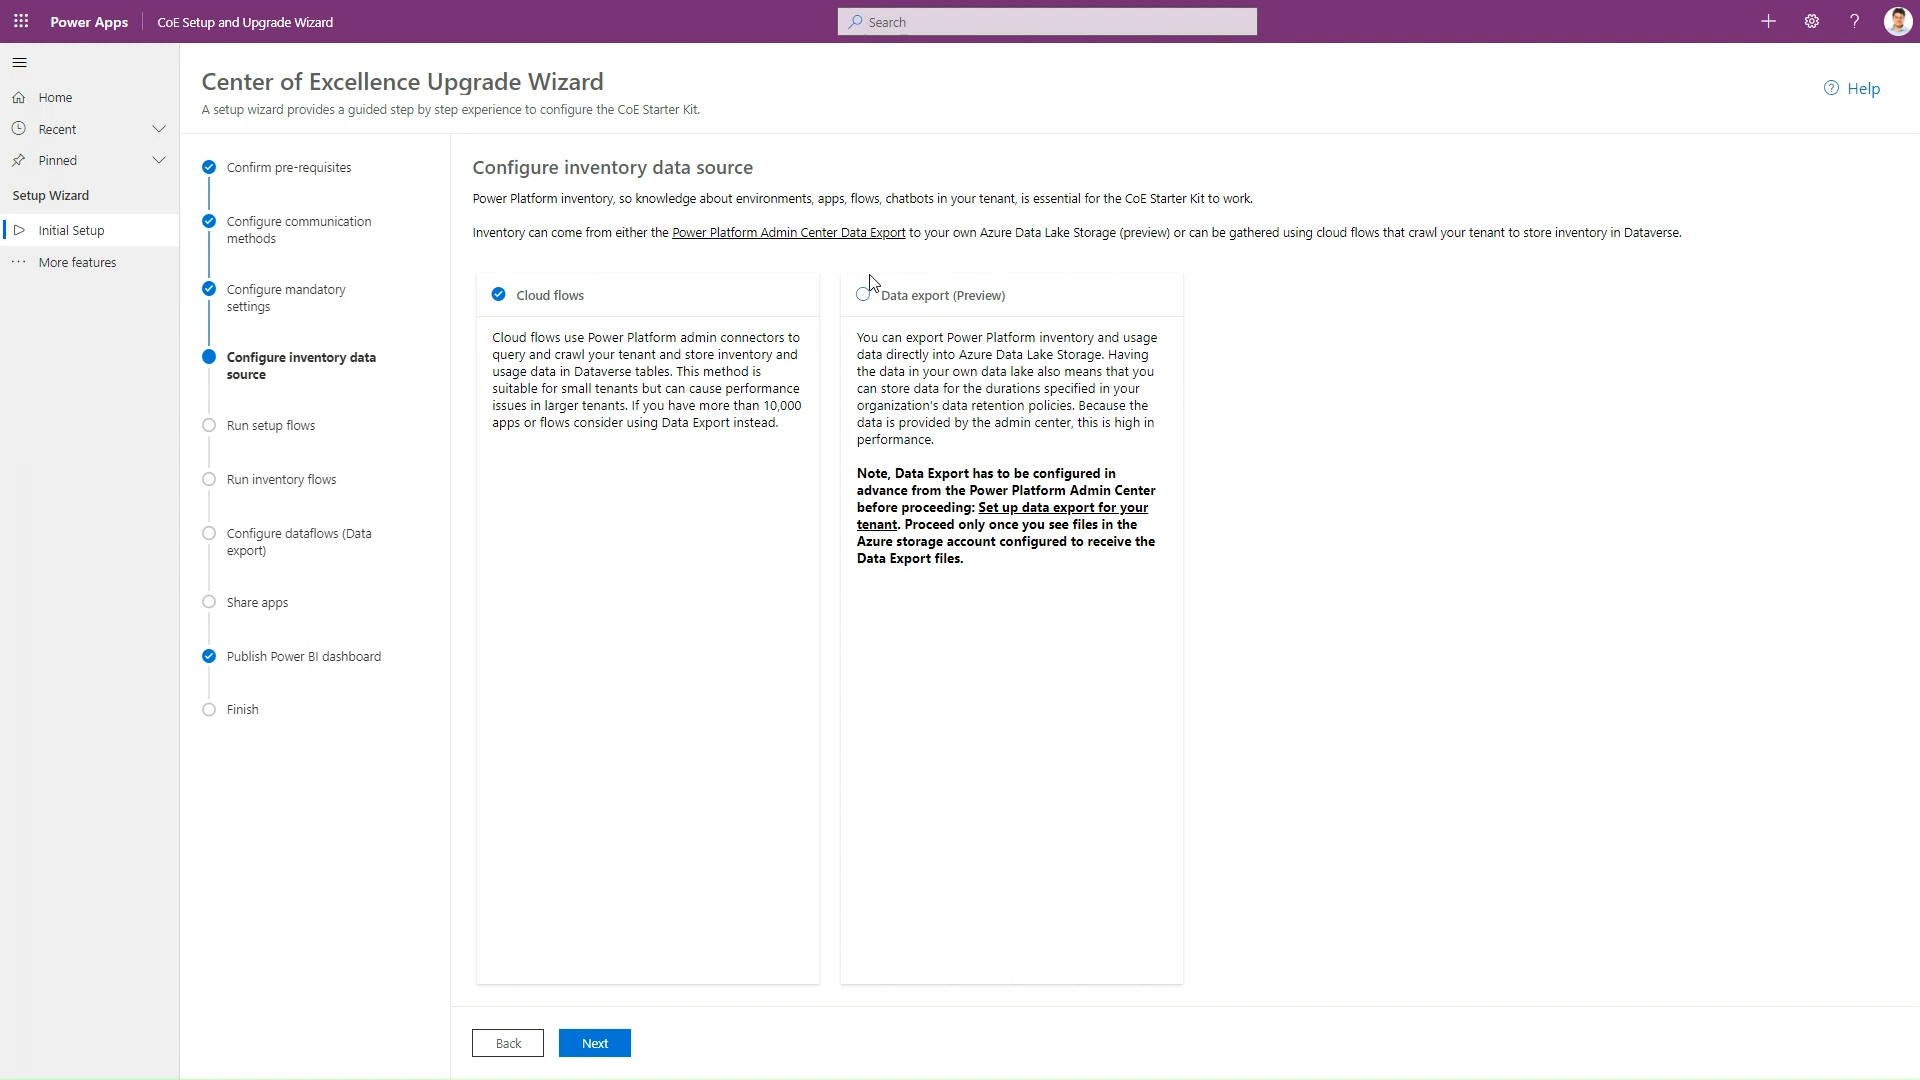 Power Apps
CoE Setup and Upgrade Wizard
Search
?
Home
Recent
Pinned
Setup Wizard
Initial Setup
More features
Center of Excellence Upgrade Wizard
A setup wizard provides a guided step by step experience to configure the CoE Starter Kit.
Help
Confirm pre-requisites
Configure communication
methods
Configure mandatory
settings
Configure inventory data
source
Run setup flows
Run inventory flows
Configure dataflows (Data
export)
Share apps
Publish Power BI dashboard
Finish
Configure inventory data source
Power Platform inventory, so knowledge about environments, apps, flows, chatbots in your tenant, is essential for the CoE Starter Kit to work.
Inventory can come from either the Power Platform Admin Center Data Export to your own Azure Data Lake Storage (preview) or can be gathered using cloud flows that crawl your tenant to store inventory in Dataverse.
Cloud flows
Cloud flows use Power Platform admin connectors to
query and crawl your tenant and store inventory and
usage data in Dataverse tables. This method is
suitable for small tenants but can cause performance
issues in larger tenants. If you have more than 10,000
apps or flows consider using Data Export instead.
Data export (Preview)
You can export Power Platform inventory and usage
data directly into Azure Data Lake Storage. Having
the data in your own data lake also means that you
can store data for the durations specified in your
organization's data retention policies. Because the
data is provided by the admin center, this is high in
performance.
Note, Data Export has to be configured in
advance from the Power Platform Admin Center
before proceeding: Set up data export for your
tenant. Proceed only once you see files in the
Azure storage account configured to receive the
Data Export files.
Back
Next